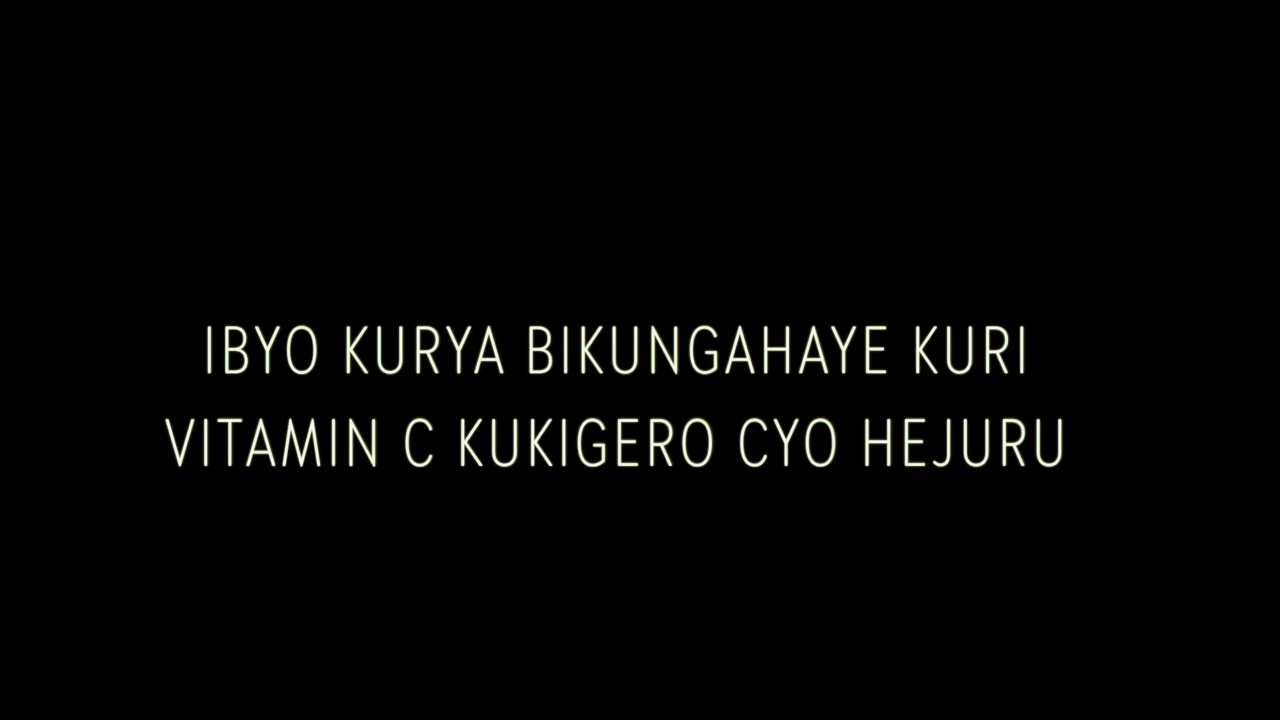 IBYO KURYA BIKUNGAHAYE KURI
VITAMIN C KUKIGERO CYO HEJURU